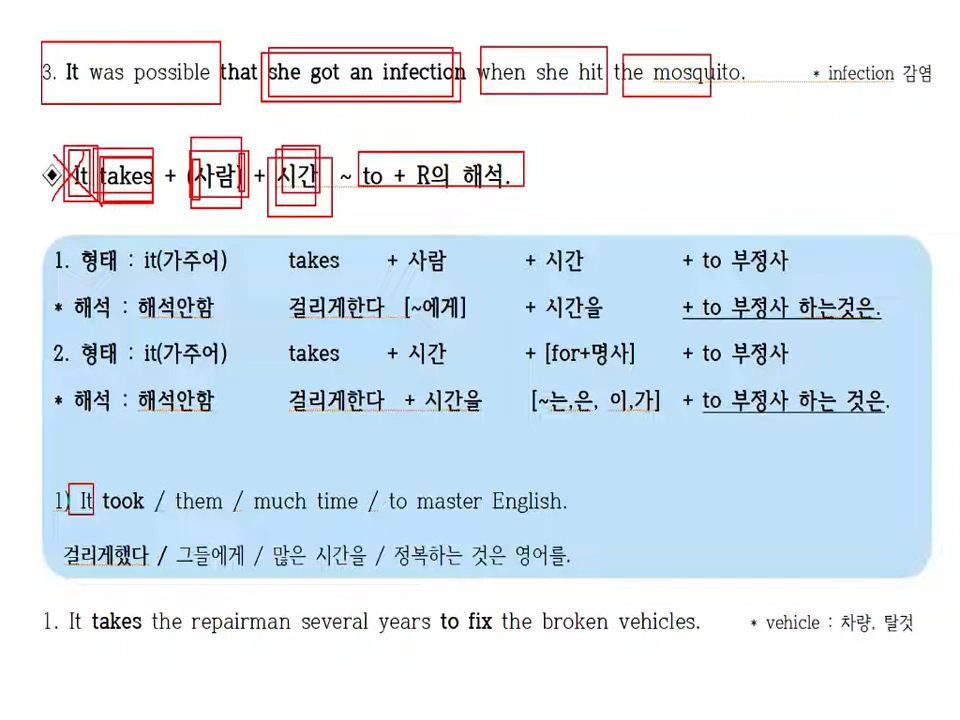 3. It was possible that she got an infection when she hit the mosquito. * infection 감염
◈ It takes + (사람) + 시간 ~ to + R의 해석.
1. 형태 : it(가주어) takes + 사람 + 시간 + to 부정사
* 해석 : 해석안함 걸리게한다 [~에게] + 시간을 + to 부정사 하는것은.
2. 형태 : it(가주어) takes + 시간 + [for+명사] + to 부정사
* 해석 : 해석안함 걸리게한다 + 시간을 [~는,은, 이,가] + to 부정사 하는 것은.
1) It took / them / much time / to master English.
걸리게했다 / 그들에게 / 많은 시간을 / 정복하는 것은 영어를.
1. It takes the repairman several years to fix the broken vehicles. * vehicle : 차량, 탈것